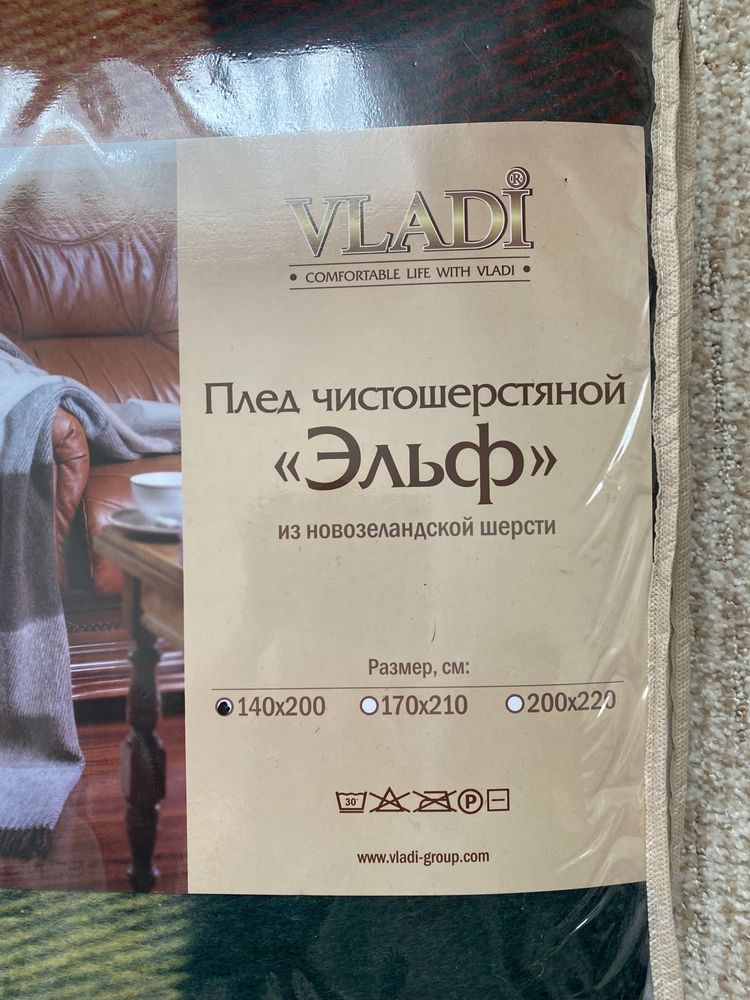 VLADI®
• COMFORTABLE LIFE WITH VLADI •
Плед чистошерстяной
«Эльф»
из новозеландской шерсти
Размер, см:
140x200 170x210 200x220
30° P
www.vladi-group.com